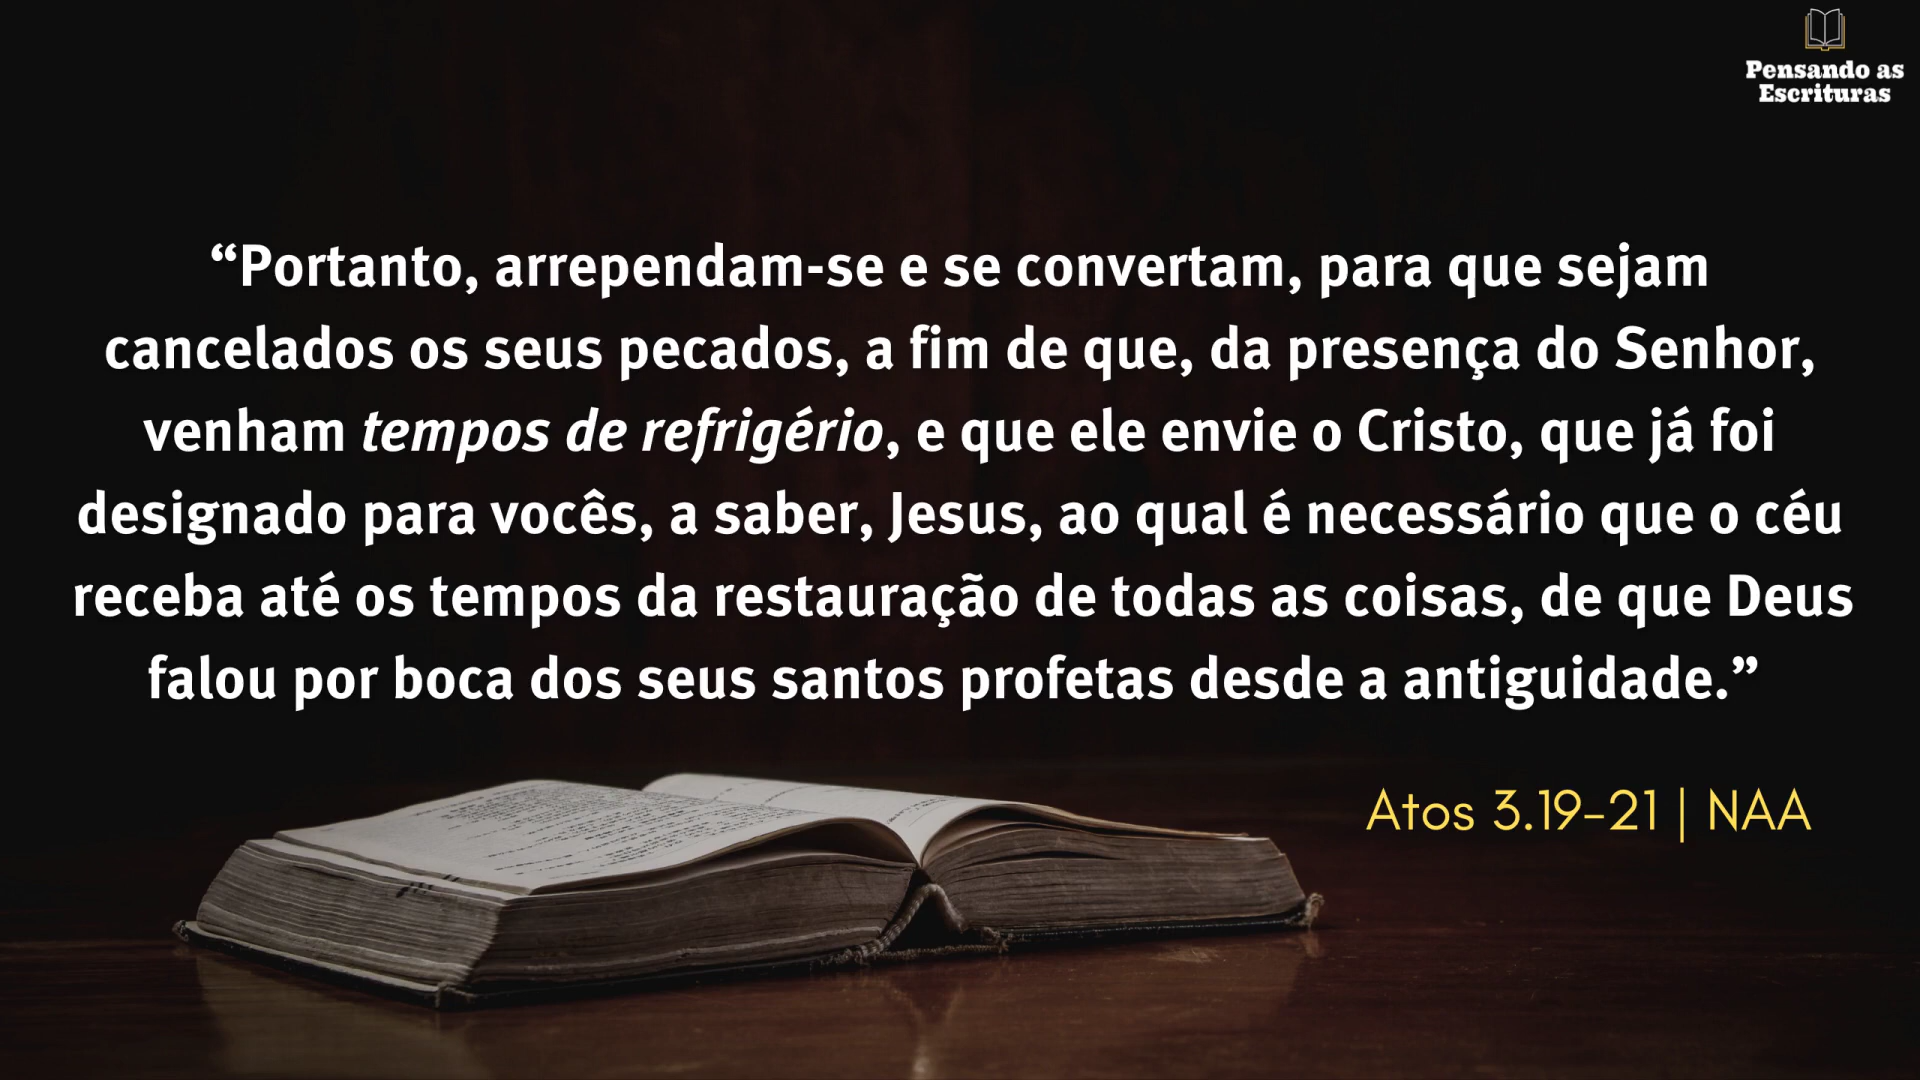 Pensando as
Escrituras
“Portanto, arrependam-se e se convertam, para que sejam
cancelados os seus pecados, a fim de que, da presença do Senhor,
venham tempos de refrigério, e que ele envie o Cristo, que já foi
designado para vocês, a saber, Jesus, ao qual é necessário que o céu
receba até os tempos da restauração de todas as coisas, de que Deus
falou por boca dos seus santos profetas desde a antiguidade.”
Atos 3.19-21 | NAA